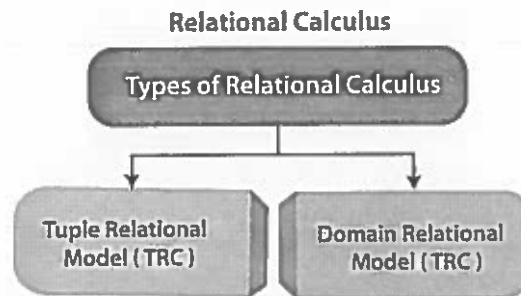 Relational Calculus
Types of Relational Calculus
Tuple Relational
Model (TRC)
Domain Relational
Model (TRC)